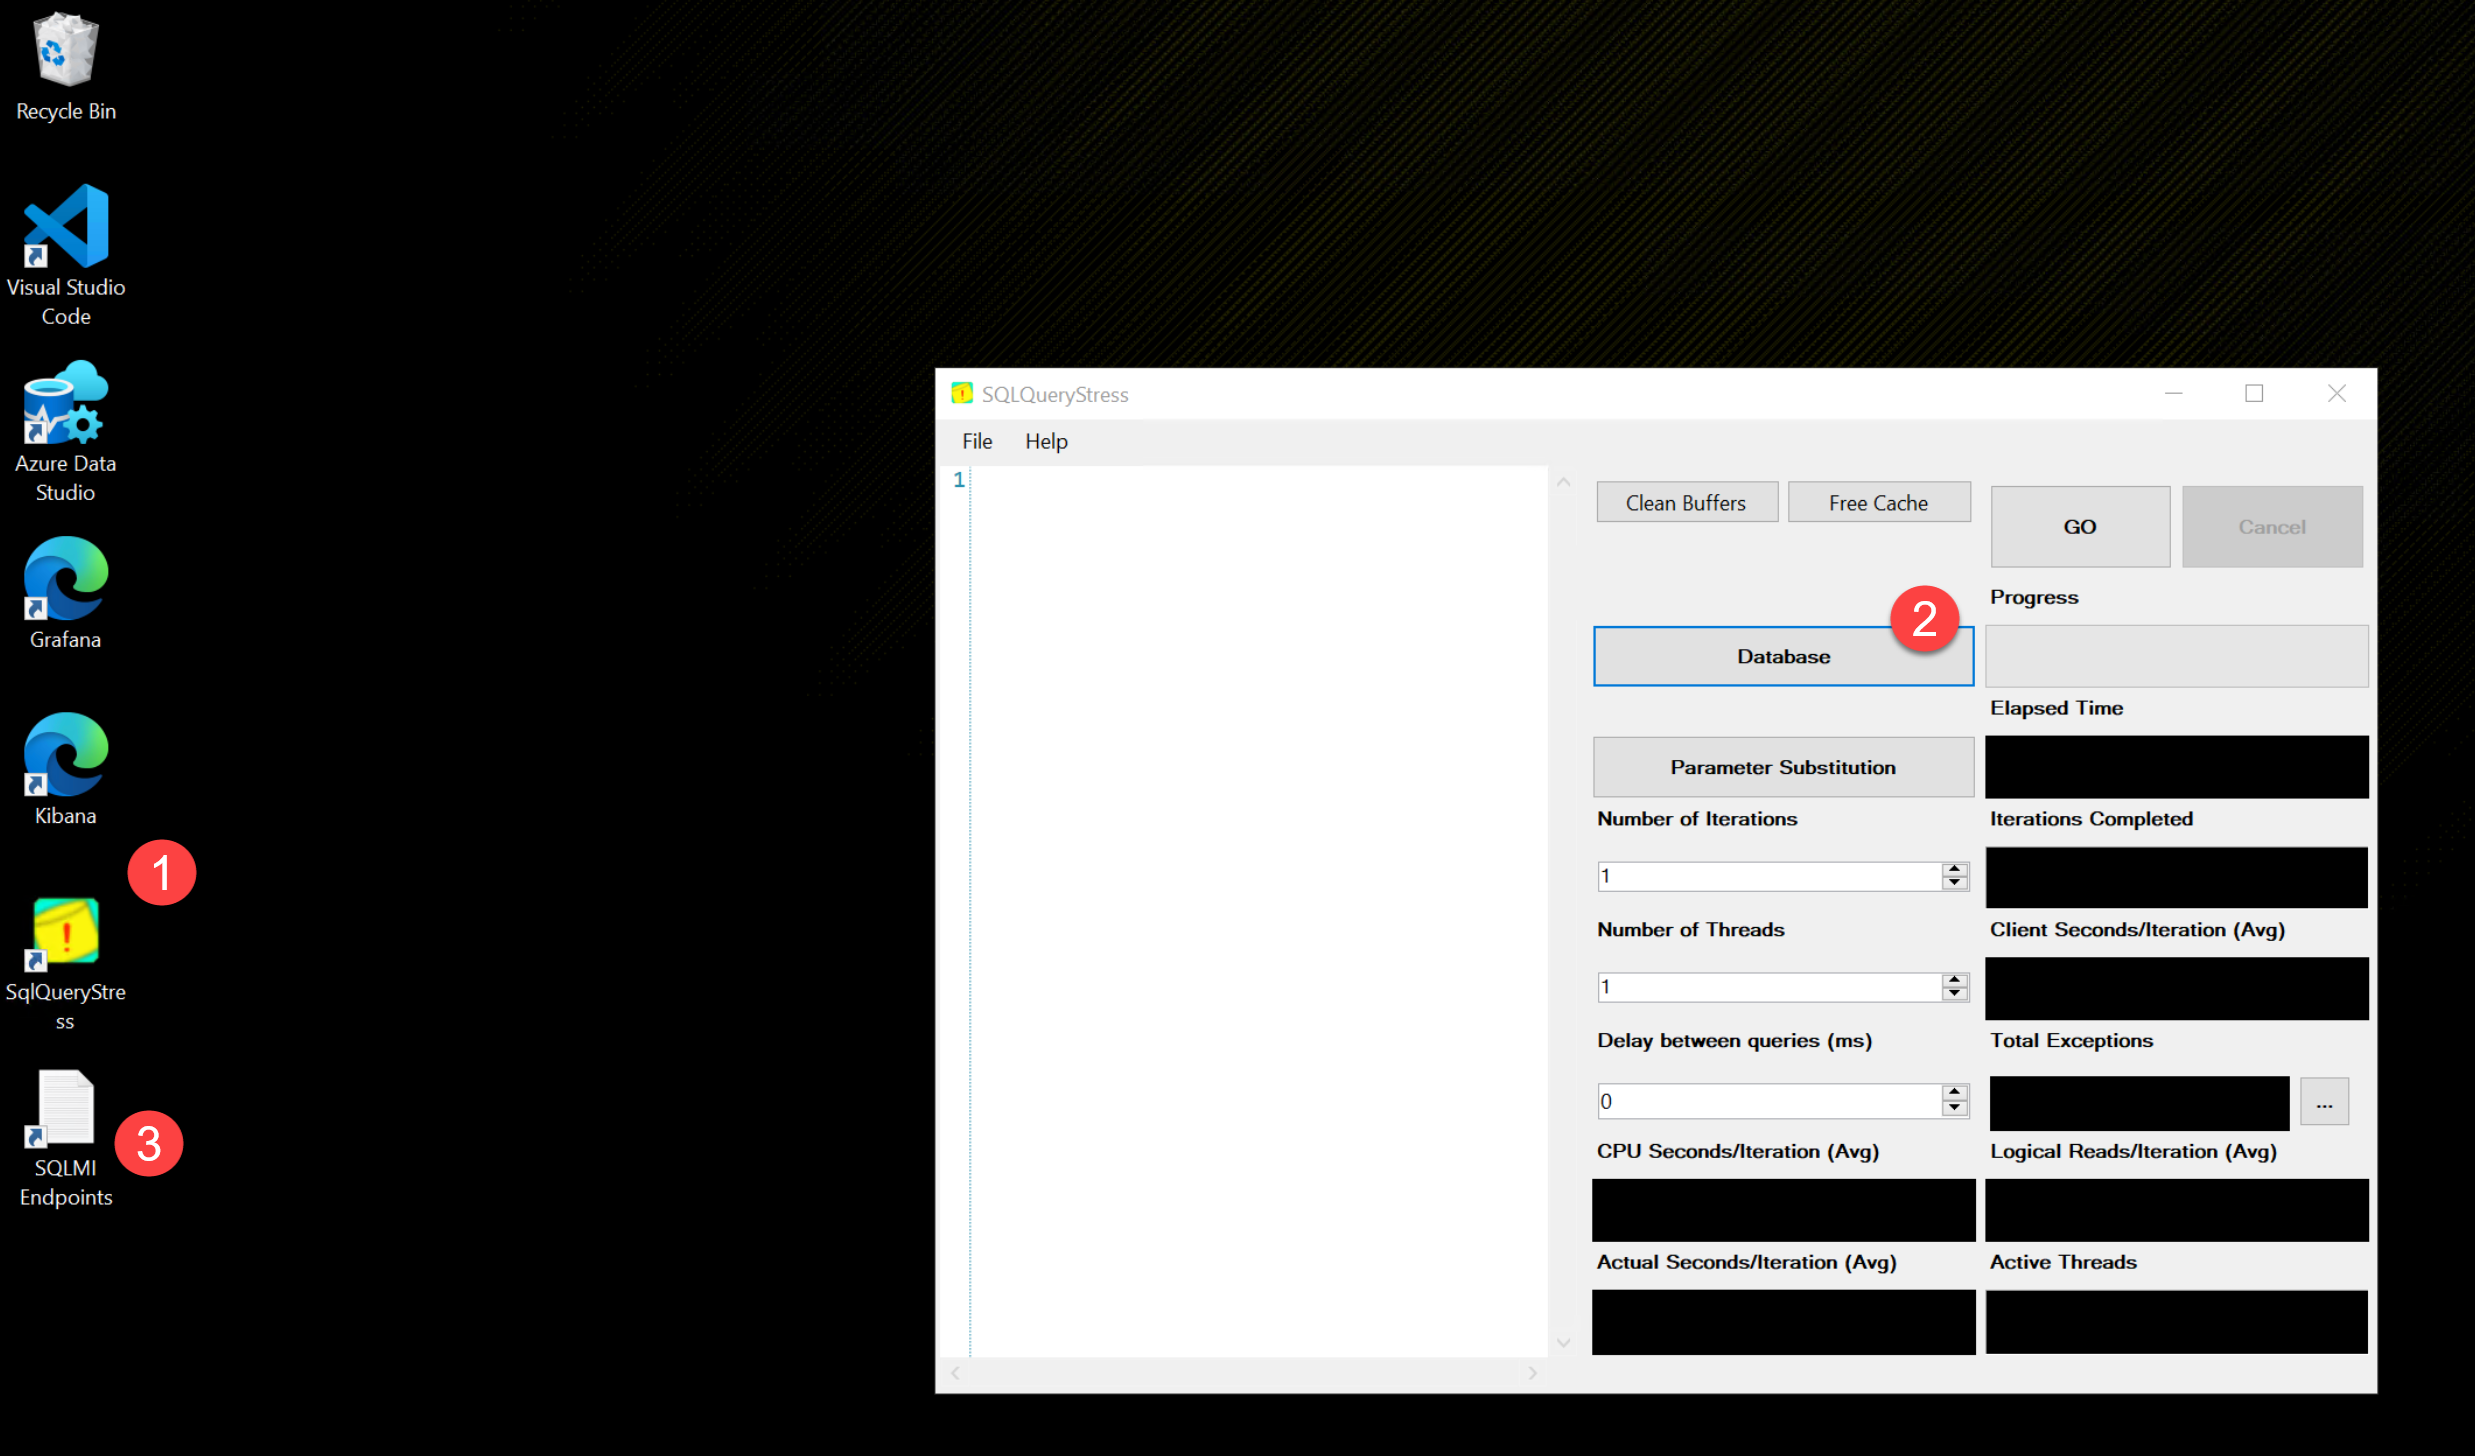 Recycle Bin
Visual Studio
Code
Azure Data
Studio
Grafana
Kibana
1
SqlQueryStre
ss
3
SQLMI
Endpoints
SQLQueryStress
File Help
1
Clean Buffers Free Cache
GO Cancel
2
Database
Progress
Elapsed Time
Parameter Substitution
Number of Iterations
Iterations Completed
1
Number of Threads
Client Seconds/Iteration (Avg)
1
Delay between queries (ms)
Total Exceptions
0
...
CPU Seconds/Iteration (Avg)
Logical Reads/Iteration (Avg)
Actual Seconds/Iteration (Avg)
Active Threads